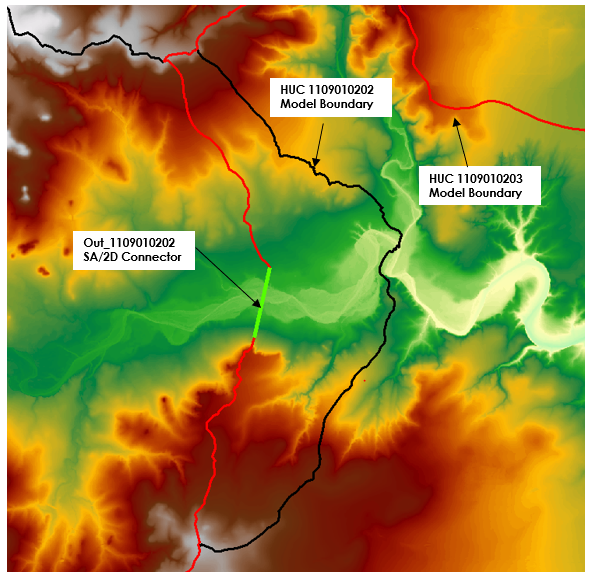 HUC 1109010202
Model Boundary
HUC 1109010203
Model Boundary
Out_1109010202
SA/2D Connector